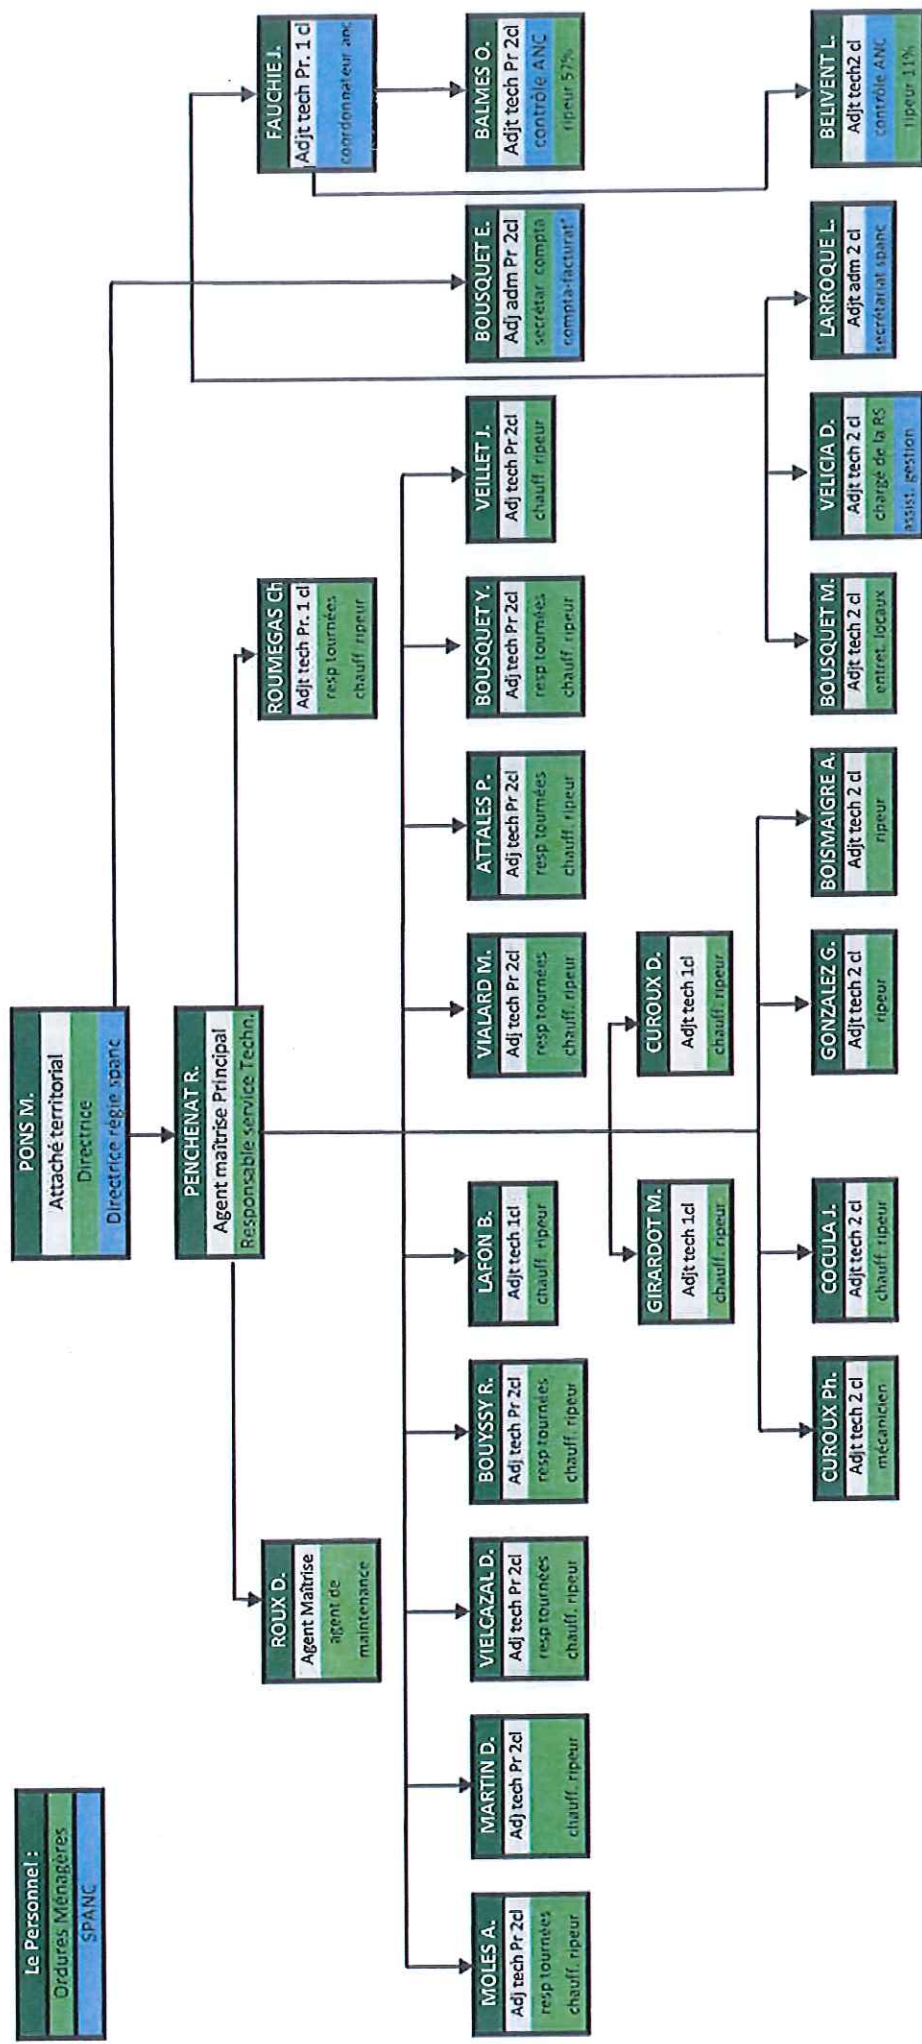 Le Personnel :
Ordures Ménagères
SPANC
PONS M.
Attaché territorial
Directrice
Directrice régie spanc
PENCHENAT R.
Agent maîtrise Principal
Responsable service Techn.
ROUX D.
Agent Maîtrise
agent de
maintenance
ROUMEGAS Ch
Adjt tech Pr. 1 cl
resp tournées
chauff. ripeur
FAUCHIE J.
Adjt tech Pr. 1 cl
coordonnateur anc
MOLES A.
Adj tech Pr 2cl
resp tournées
chauff. ripeur
MARTIN D.
Adj tech Pr 2cl
chauff. ripeur
VIELCAZAL D.
Adj tech Pr 2cl
resp tournées
chauff. ripeur
BOUYSSY R.
Adj tech Pr 2cl
resp tournées
chauff. ripeur
LAFON B.
Adjt tech 1cl
chauff. ripeur
VIALARD M.
Adj tech Pr 2cl
resp tournées
chauff. ripeur
ATTALES P.
Adj tech Pr 2cl
resp tournées
chauff. ripeur
BOUSQUET Y.
Adjt tech Pr 2cl
resp tournées
chauff. ripeur
VEILLET J.
Adj tech Pr 2cl
chauff. ripeur
BOUSQUET E.
Adj adm Pr 2cl
secrétar compta
compta-facturat°
BALMES O.
Adjt tech Pr 2cl
contrôle ANC
ripeur 57%
GIRARDOT M.
Adjt tech 1cl
chauff. ripeur
CUROUX D.
Adjt tech 1cl
chauff. ripeur
CUROUX Ph.
Adjt tech 2 cl
mécanicien
COCULA J.
Adjt tech 2 cl
chauff. ripeur
GONZALEZ G.
Adjt tech 2 cl
ripeur
BOISMAIGRE A.
Adjt tech 2 cl
ripeur
BOUSQUET M.
Adjt tech 2 cl
entret. locaux
VELICIA D.
Adjt tech 2 cl
chargé de la RS
assist. gestion
LARROQUE L.
Adjt adm 2 cl
secrétariat spanc
BELIVENT L.
Adjt tech2 cl
contrôle ANC
ripeur 11%